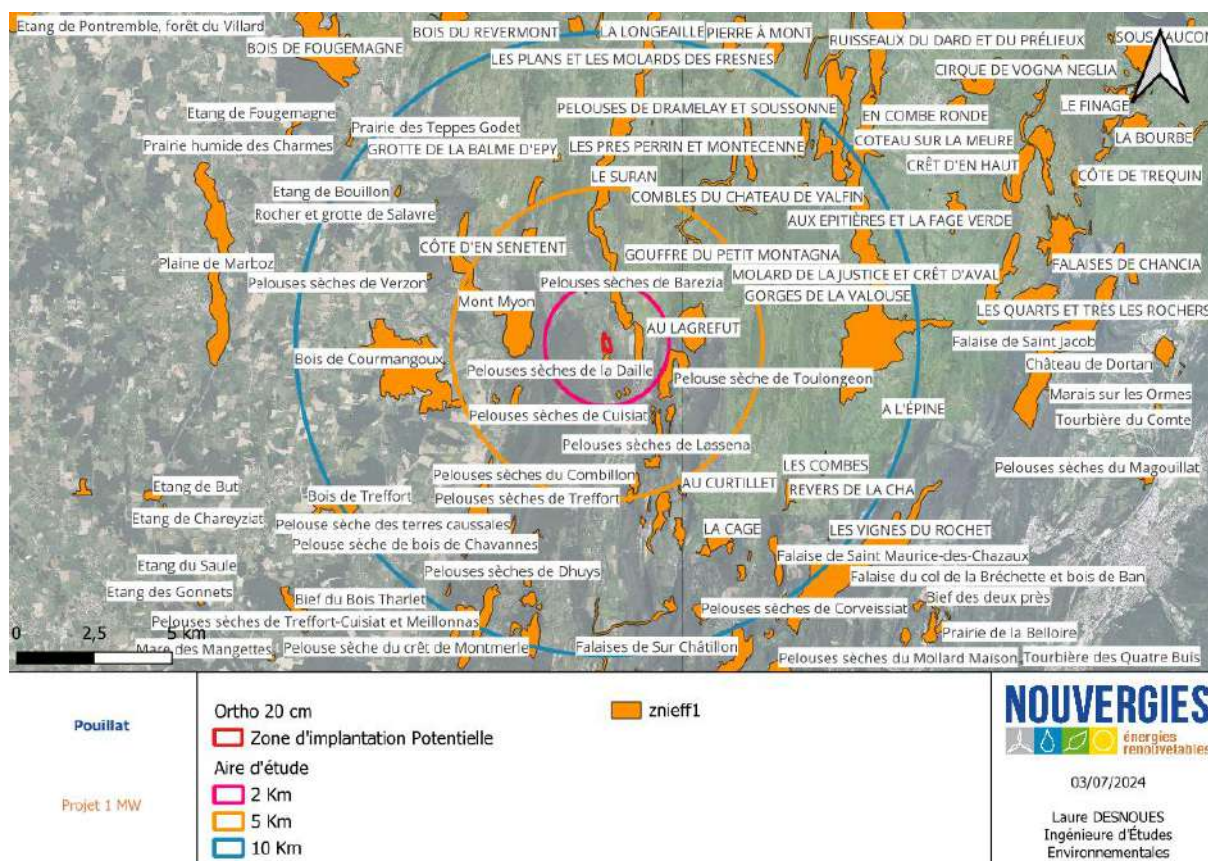 Etang de Pontremble, forêt du Villard
BOIS DU REVERMONT
LA LONGEAILLE
PIERRE À MONT
RUISSEAUX DU DARD ET DU PRÉLIEUX
BOIS DE FOUGEMAGNE
LES PLANS ET LES MOLARDS DES FRESNES
CIRQUE DE VOGNA NEGLIA
Etang de Fougemagne
PELOUSES DE DRAMELAY ET SOUSSONNE
EN COMBE RONDE
LE FINAGE
Prairie des Teppes Godet
Prairie humide des Charmes
GROTTE DE LA BALME D'EPY
LES PRES PERRIN ET MONTECENNE
COTEAU SUR LA MEURE
LA BOURBE
CRÊT D'EN HAUT
LE SURAN
CÔTE DE TREQUIN
Etang de Bouillon
COMBLES DU CHATEAU DE VALFIN
Rocher et grotte de Salavre
AUX EPITIÈRES ET LA FAGE VERDE
CÔTE D'EN SENETENT
GOUFFRE DU PETIT MONTAGNA
Plaine de Marboz
FALAISES DE CHANCIA
Pelouses sèches de Verzon
Pelouses sèches de Barezia
MOLARD DE LA JUSTICE ET CRÊT D'AVAL
Mont Myon
GORGES DE LA VALOUSE
LES QUARTS ET TRÈS LES ROCHERS
AU LAGREFUT
Falaise de Saint Jacob
Bois de Courmangoux
Château de Dortan
Pelouses sèches de la Daille
Pelouse sèche de Toulongeon
Marais sur les Ormes
Pelouses sèches de Cuisiat
A L'ÉPINE
Tourbière du Comte
Pelouses sèches de Lassena
Pelouses sèches du Combillon
LES COMBES
Pelouses sèches du Magouillat
Etang de But
Bois de Treffort
Pelouses sèches de Treffort
AU CURTILLET
REVERS DE LA CHA
Etang de Chareyziat
Pelouse sèche des terres caussales
LA CAGE
LES VIGNES DU ROCHET
Pelouse sèche de bois de Chavannes
Falaise de Saint Maurice-des-Chazaux
Etang du Saule
Pelouses sèches de Dhuys
Falaise du col de la Bréchette et bois de Ban
Etang des Gonnets
Bief du Bois Tharlet
Bief des deux près
Pelouses sèches de Corveissiat
Pelouses sèches de Treffort-Cuisiat et Meillonnas
Prairie de la Belloire
0 2,5 5 km
Mare des Mangettes
Pelouse sèche du crêt de Montmerle
Falaises de Sur Châtillon
Pelouses sèches du Mollard Maison
Tourbière des Quatre Buis
Pouillat
Projet 1 MW
Ortho 20 cm
Zone d'implantation Potentielle
Aire d'étude
2 Km
5 Km
10 Km
znieff1
NOUVERGIES
énergies
renouvelables
03/07/2024
Laure DESNOUES
Ingénieure d'Études
Environnementales